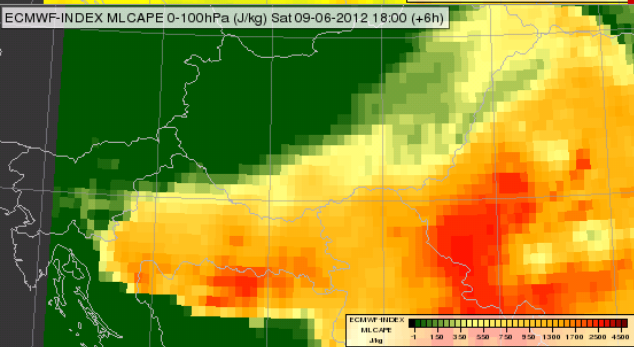 ECMWF-INDEX MLCAPE 0-100hPa (J/kg) Sat 09-06-2012 18:00 (+6h)
ECMWF-INDEX
MLCAPE
J/kg
-1 150 350 550 750 950 1300 1700 2500 4500